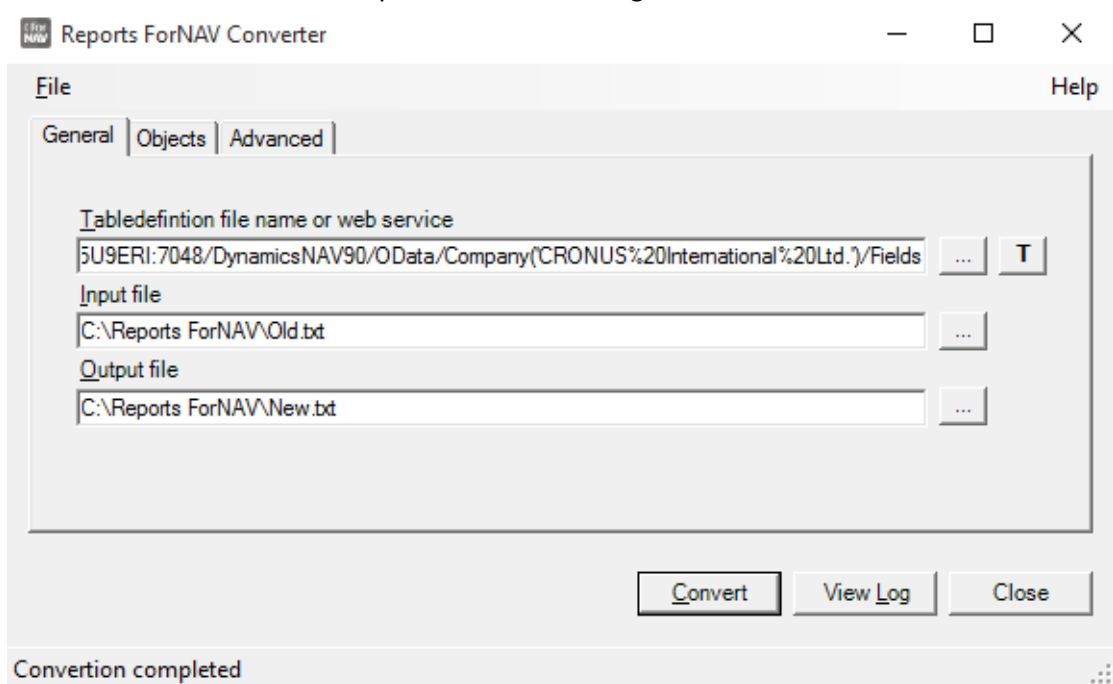 Reports ForNAV Converter
File Help
General Objects Advanced
Tabledefintion file name or web service
5U9ERI:7048/DynamicsNAV90/OData/Company('CRONUS%20International%20Ltd.')/Fields ... T
Input file
C:\Reports ForNAV\Old.txt ...
Output file
C:\Reports ForNAV\New.txt ...
Convert View Log Close
Convertion completed